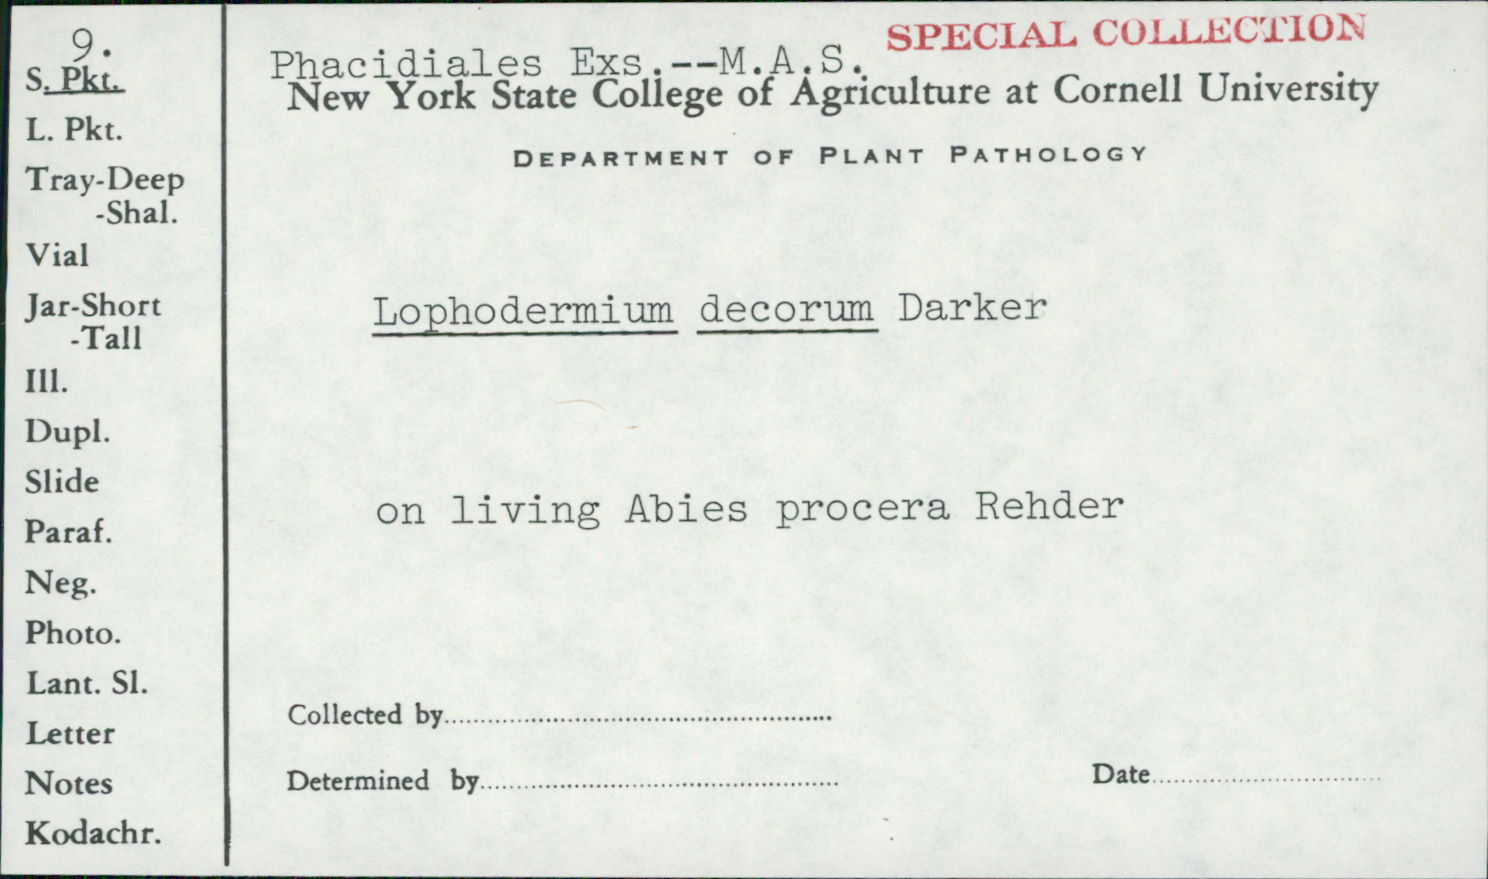 9.
S. Pkt.
L. Pkt.
Tray-Deep
-Shal.
Vial
Jar-Short
-Tall
Ill.
Dupl.
Slide
Paraf.
Neg.
Photo.
Lant. Sl.
Letter
Notes
Kodachr.
SPECIAL COLLECTION
Phacidiales Exs.--M.A.S.
New York State College of Agriculture at Cornell University
DEPARTMENT OF PLANT PATHOLOGY
Lophodermium decorum Darker
on living Abies procera Rehder
Collected by
Determined by
Date